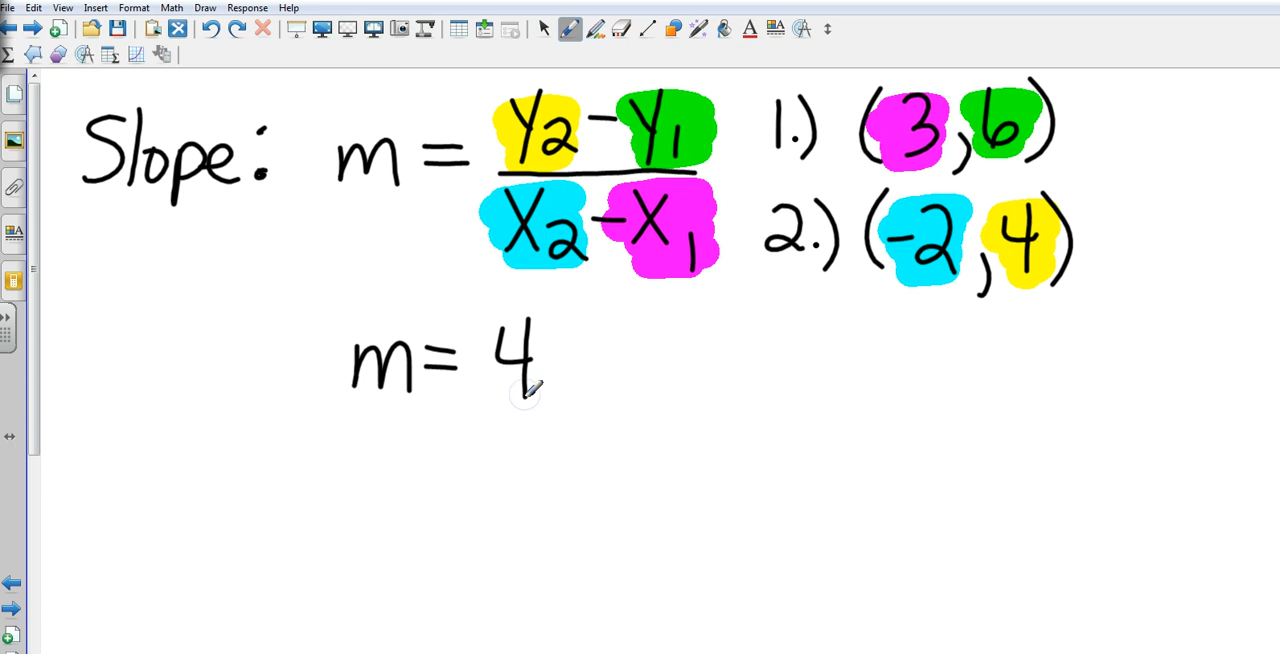 File Edit View Insert Format Math Draw Response Help
Slope: m = y₂ - y₁ 1.) (3, 6)
x₂ - x₁ 2.) (-2, 4)
m = 4